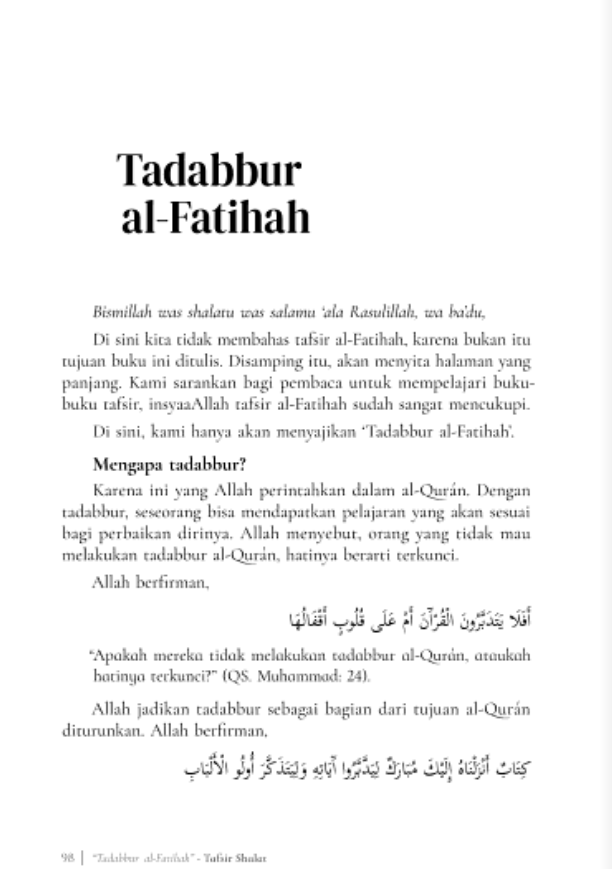 Tadabbur
al-Fatihah
Bismillah was shalatu was salamu 'ala Rasulillah, wa ba'du,
Di sini kita tidak membahas tafsir al-Fatihah, karena bukan itu
tujuan buku ini ditulis. Disamping itu, akan menyita halaman yang
panjang. Kami sarankan bagi pembaca untuk mempelajari buku-
buku tafsir, insyaaAllah tafsir al-Fatihah sudah sangat mencukupi.
Di sini, kami hanya akan menyajikan 'Tadabbur al-Fatihah'.
Mengapa tadabbur?
Karena ini yang Allah perintahkan dalam al-Qurán. Dengan
tadabbur, seseorang bisa mendapatkan pelajaran yang akan sesuai
bagi perbaikan dirinya. Allah menyebut, orang yang tidak mau
melakukan tadabbur al-Qurán, hatinya berarti terkunci.
Allah berfirman,
أَفَلَا يَتَدَبَّرُونَ الْقُرْآنَ أَمْ عَلَى قُلُوبٍ أَقْفَالُهَا
"Apakah mereka tidak melakukan tadabbur al-Qurán, ataukah
hatinya terkunci?" (QS. Muhammad: 24).
Allah jadikan tadabbur sebagai bagian dari tujuan al-Qurán
diturunkan. Allah berfirman,
كِتَابٌ أَنْزَلْنَاهُ إِلَيْكَ مُبَارَكٌ لِيَدَّبَّرُوا آيَاتِهِ وَلِيَتَذَكَّرَ أُولُو الْأَلْبَابِ
98 | "Tadabbur al-Fatihah" - Tafsir Shalat